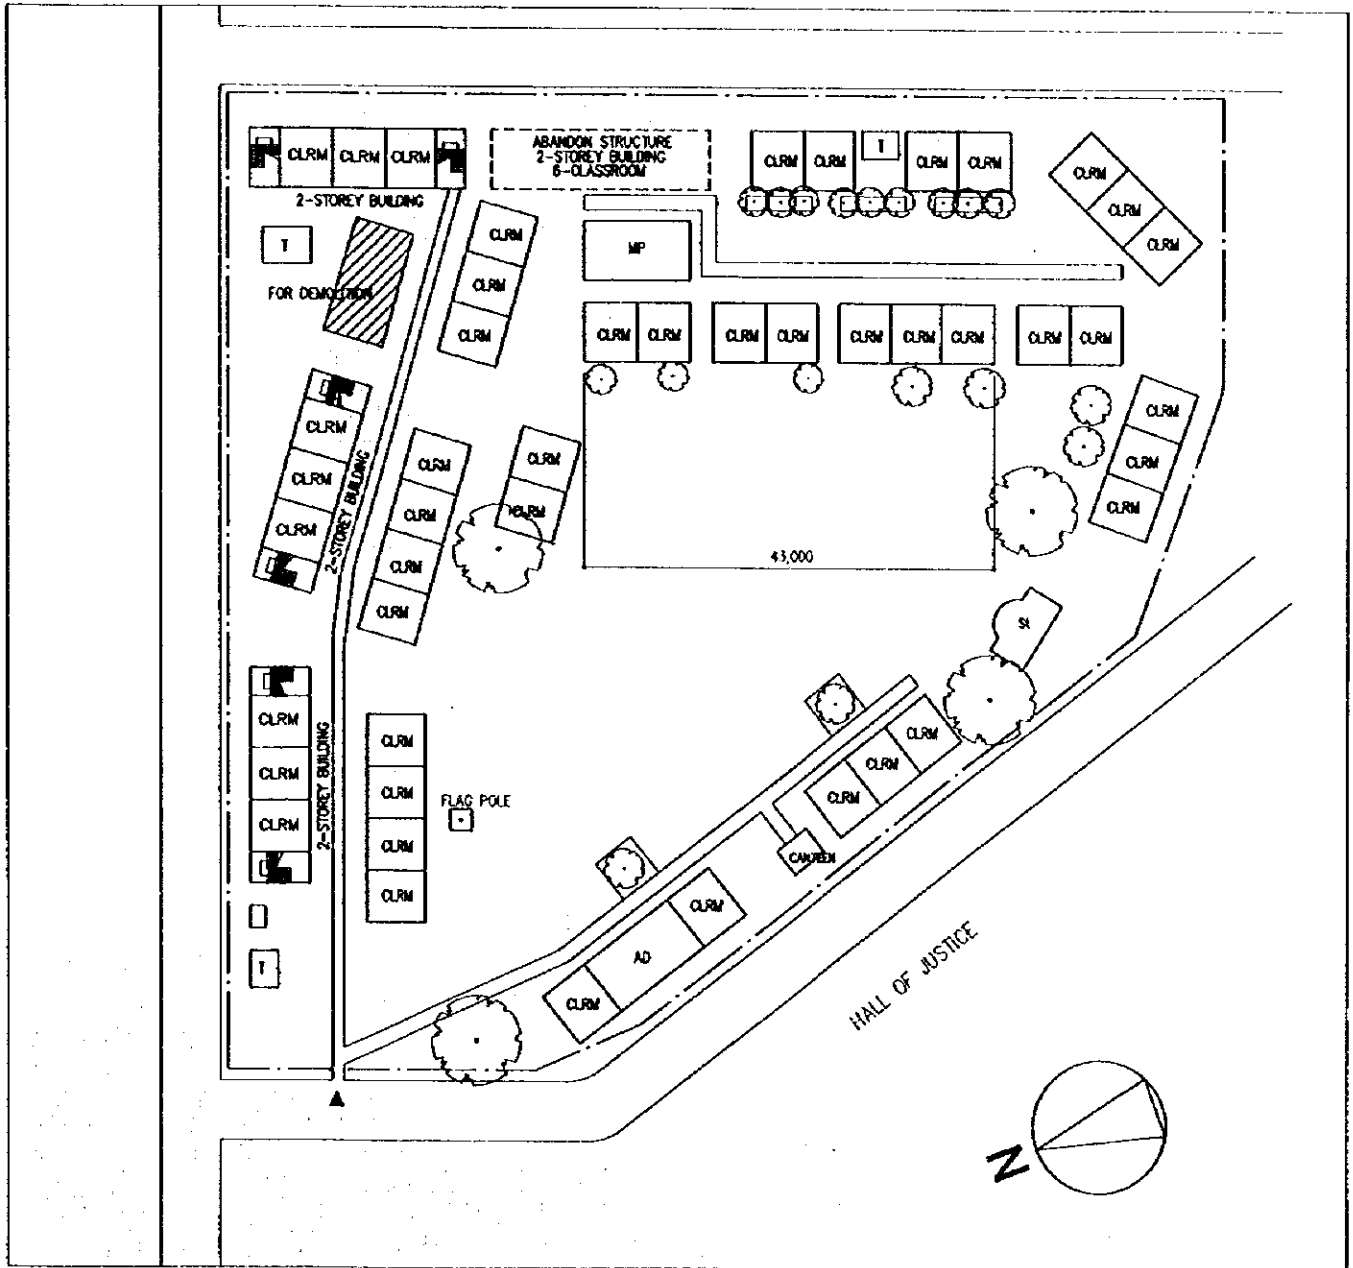 ABANDON STRUCTURE
2-STOREY BUILDING
6-CLASSROOM
CLRM CLRM CLRM
CLRM CLRM T CLRM CLRM
CLRM
CLRM
CLRM
2-STOREY BUILDING
T
FOR DEMOLITION
CLRM
CLRM
CLRM
MP
CLRM CLRM CLRM CLRM CLRM CLRM CLRM CLRM CLRM
CLRM
CLRM
CLRM
2-STOREY BUILDING
CLRM
CLRM
CLRM
CLRM
CLRM
CLRM
CLRM
CLRM
CLRM
CLRM
43,000
St
CLRM
CLRM
CLRM
2-STOREY BUILDING
CLRM
CLRM
CLRM
CLRM
FLAG POLE
CLRM
CLRM
CLRM
CANTEEN
CLRM
AD
CLRM
T
HALL OF JUSTICE
N